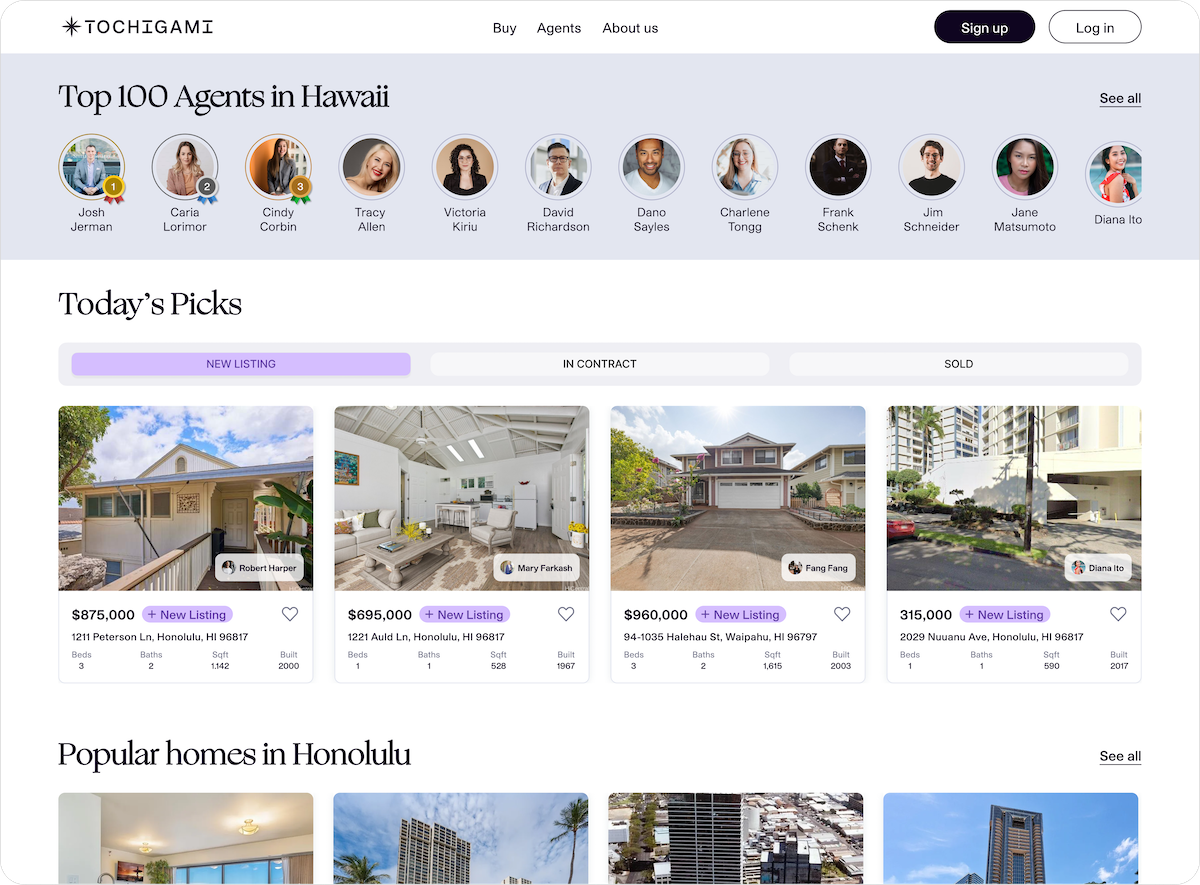 TOCHIGAMI
Buy Agents About us
Sign up Log in
Top 100 Agents in Hawaii
See all
1 2 3
Josh Jerman
Caria Lorimor
Cindy Corbin
Tracy Allen
Victoria Kiriu
David Richardson
Dano Sayles
Charlene Tongg
Frank Schenk
Jim Schneider
Jane Matsumoto
Diana Ito
Today’s Picks
NEW LISTING IN CONTRACT SOLD
Robert Harper
$875,000 + New Listing
1211 Peterson Ln, Honolulu, HI 96817
Beds Baths Sqft Built
3 2 1.142 2000
Mary Farkash
$695,000 + New Listing
1221 Auld Ln, Honolulu, HI 96817
Beds Baths Sqft Built
1 1 528 1967
Fang Fang
$960,000 + New Listing
94-1035 Halehau St, Waipahu, HI 96797
Beds Baths Sqft Built
3 2 1,615 2003
Diana Ito
315,000 + New Listing
2029 Nuuanu Ave, Honolulu, HI 96817
Beds Baths Sqft Built
1 1 590 2017
Popular homes in Honolulu
See all